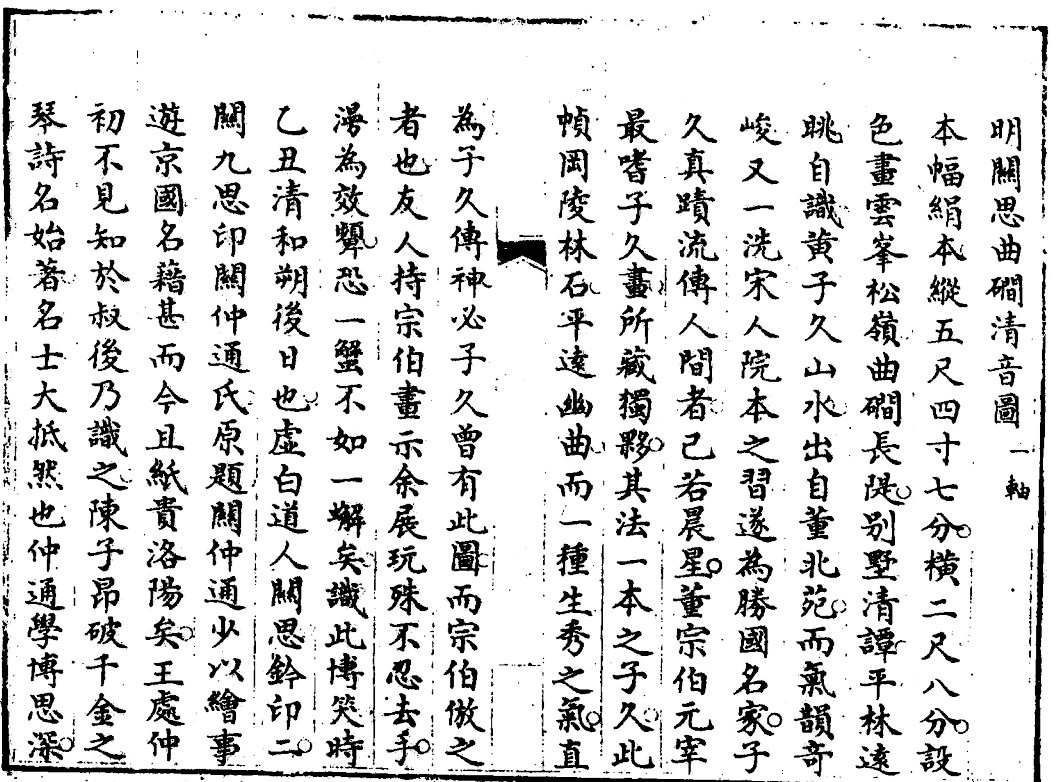 明關思曲磵清音圖一軸
本幅絹本縱五尺四寸七分橫二尺八分設
色畫雲峯松嶺曲磵長隄别墅清譚平林遠
眺自識黃子久山水出自董北苑而氣韻奇
峻又一洗宋人院本之習遂為勝國名家子
久真蹟流傳人間者已若晨星董宗伯元宰
最嗜子久畫所藏獨夥其法一本之子久此
幀岡陵林石平遠幽曲而一種生秀之氣直
為子久傳神必子久曾有此圖而宗伯倣之
者也友人持宗伯畫示余展玩殊不忍去手
漫為效顰恐一蟹不如一蠏矣識此博笑時
乙丑清和朔後日也虛白道人關思鈐印二
關九思印關仲通氏原題關仲通少以繪事
遊京國名藉甚而今且紙貴洛陽矣王處仲
初不見知於叔後乃識之陳子昂破千金之
琴詩名始著名士大抵然也仲通學博思深